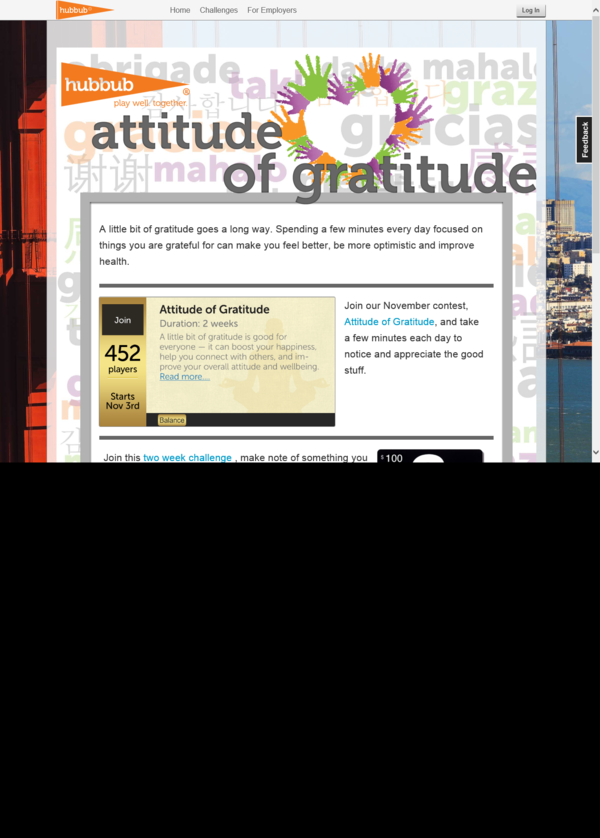 hubbub
Home Challenges For Employers
Log In
Feedback
hubbub®
play well together
attitude
of gratitude
mahalo
gracias
谢谢
mahalo
A little bit of gratitude goes a long way. Spending a few minutes every day focused on
things you are grateful for can make you feel better, be more optimistic and improve
health.
Join
452
players
Starts
Nov 3rd
Attitude of Gratitude
Duration: 2 weeks
A little bit of gratitude is good for
everyone — it can boost your happiness,
help you connect with others, and im-
prove your overall attitude and wellbeing.
Read more...
Balance
Join our November contest,
Attitude of Gratitude, and take
a few minutes each day to
notice and appreciate the good
stuff.
Join this two week challenge , make note of something you
$100